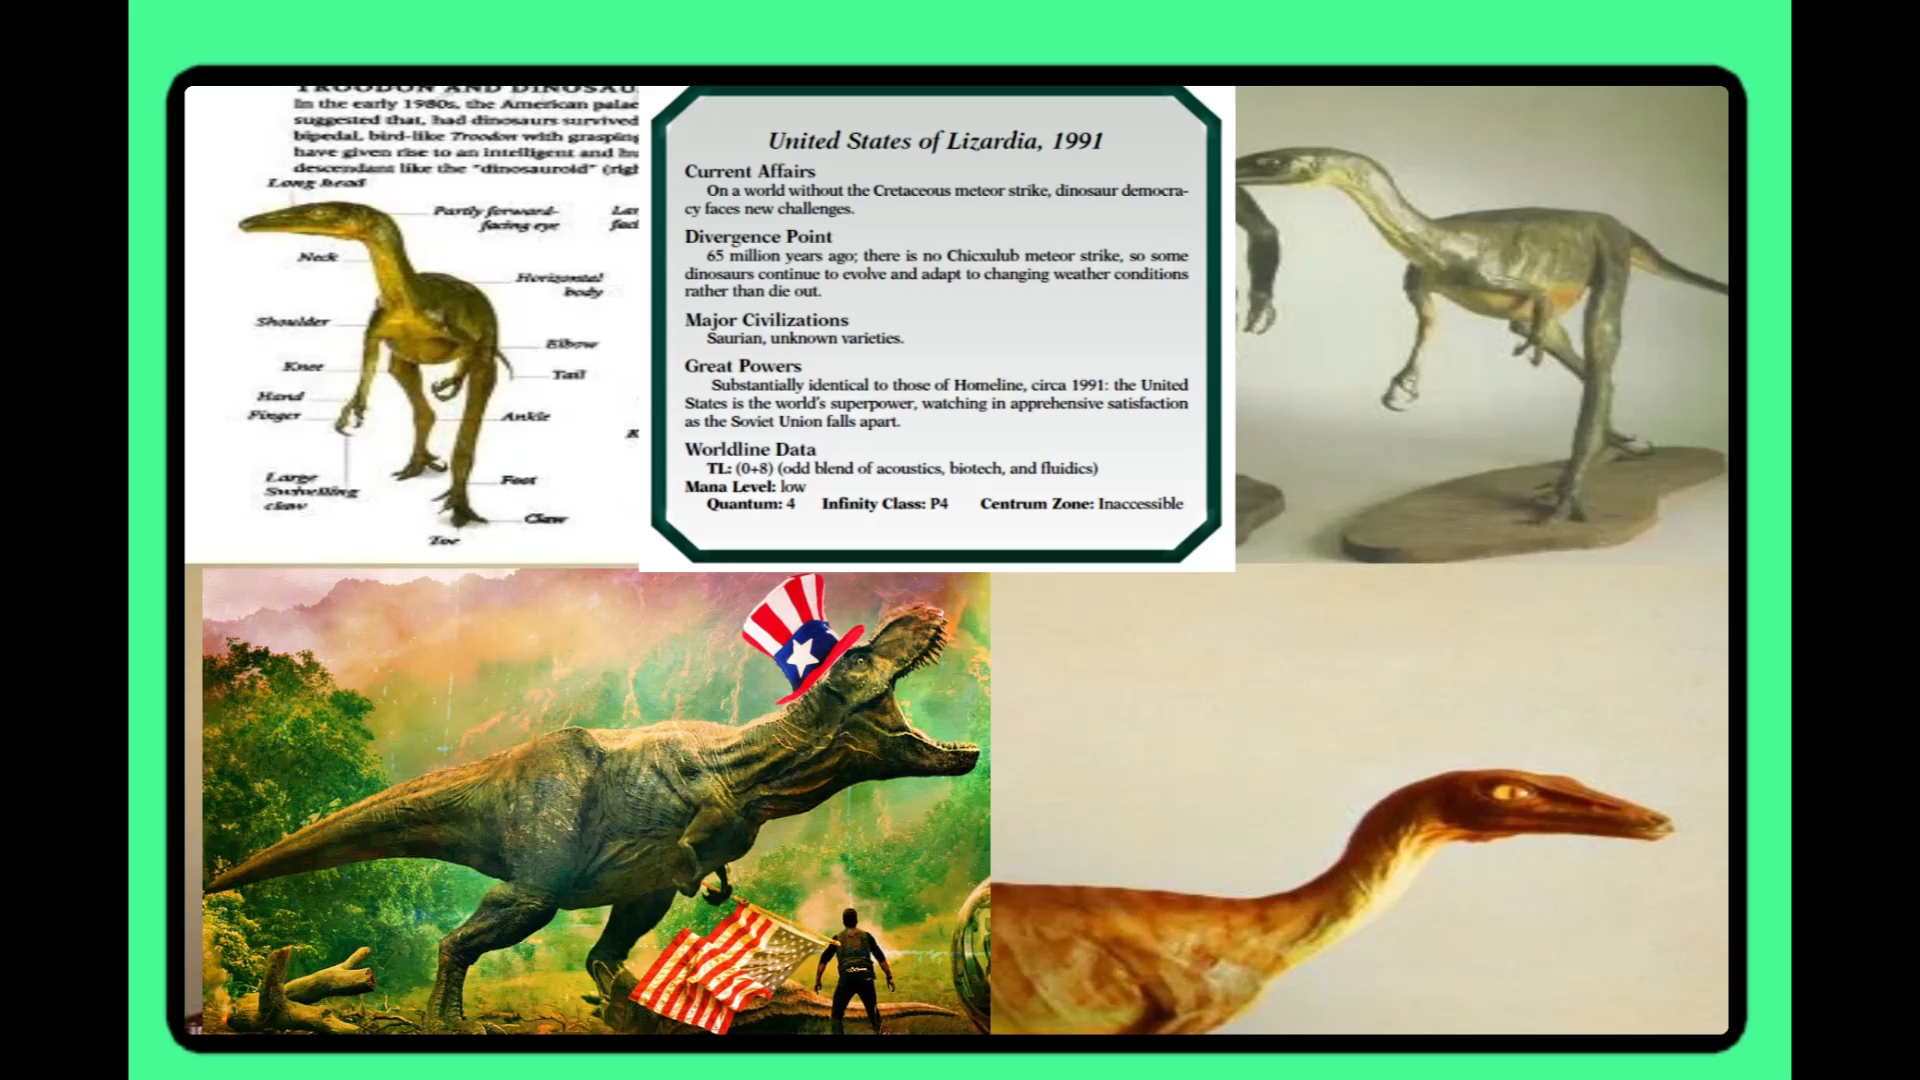 TROODON AND DINOSAU
In the early 1980s, the American palae
suggested that, had dinosaurs survived
bipedal, bird-like Troodon with grasping
have given rise to an intelligent and hu
descendant like the "dinosauroid" (righ
Long head
Partly forward-
facing eye
Neck
Horizontal
body
Shoulder
Elbow
Knee
Tail
Hand
Finger
Ankle
Large
Swivelling
claw
Foot
Claw
Toe
United States of Lizardia, 1991
Current Affairs
On a world without the Cretaceous meteor strike, dinosaur democra-
cy faces new challenges.
Divergence Point
65 million years ago; there is no Chicxulub meteor strike, so some
dinosaurs continue to evolve and adapt to changing weather conditions
rather than die out.
Major Civilizations
Saurian, unknown varieties.
Great Powers
Substantially identical to those of Homeline, circa 1991: the United
States is the world's superpower, watching in apprehensive satisfaction
as the Soviet Union falls apart.
Worldline Data
TL: (0+8) (odd blend of acoustics, biotech, and fluidics)
Mana Level: low
Quantum: 4 Infinity Class: P4 Centrum Zone: Inaccessible